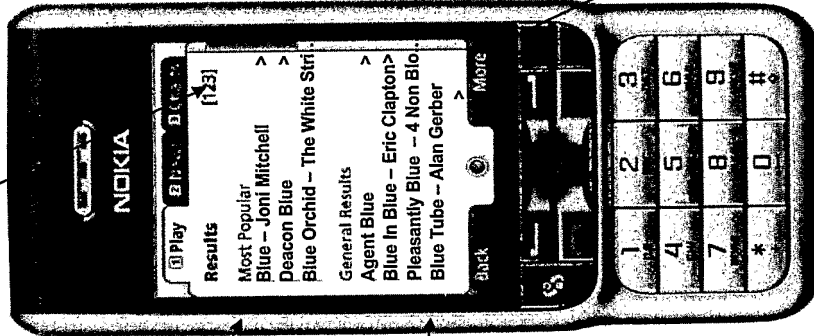 NOKIA
1 Play 2
Results [123]
Most Popular
Blue – Joni Mitchell >
Deacon Blue >
Blue Orchid – The White Stri..
General Results
Agent Blue >
Blue In Blue – Eric Clapton>
Pleasantly Blue – 4 Non Blo..
Blue Tube – Alan Gerber
>
Back More
1 2 3
4 5 6
7 8 9
* 0 #